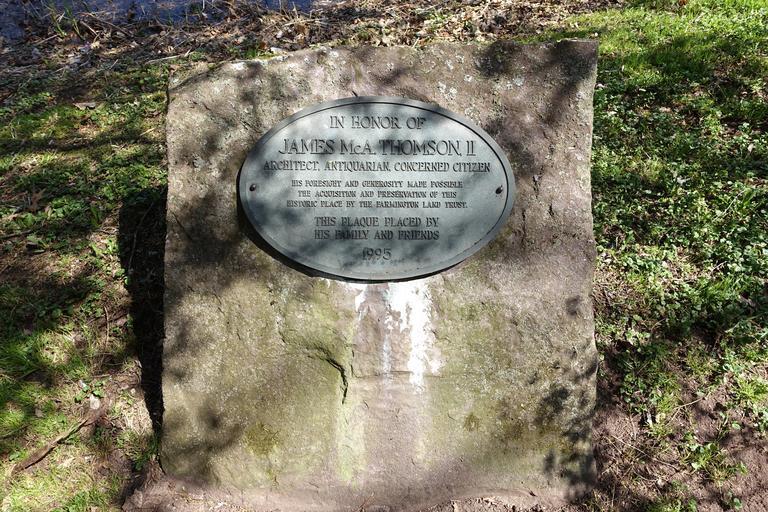 IN HONOR OF
JAMES McA. THOMSON, II
ARCHITECT, ANTIQUARIAN, CONCERNED CITIZEN
HIS FORESIGHT AND GENEROSITY MADE POSSIBLE
THE ACQUISITION AND PRESERVATION OF THIS
HISTORIC PLACE BY THE FARMINGTON LAND TRUST.
THIS PLAQUE PLACED BY
HIS FAMILY AND FRIENDS
1995